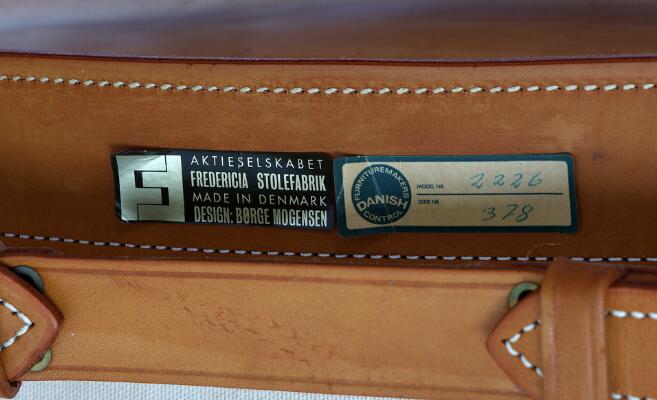 F
AKTIESELSKABET
FREDERICIA STOLEFABRIK
MADE IN DENMARK
DESIGN: BØRGE MOGENSEN
FURNITUREMAKERS
DANISH
CONTROL
MODEL NR. 2226
SERIE NR. 378